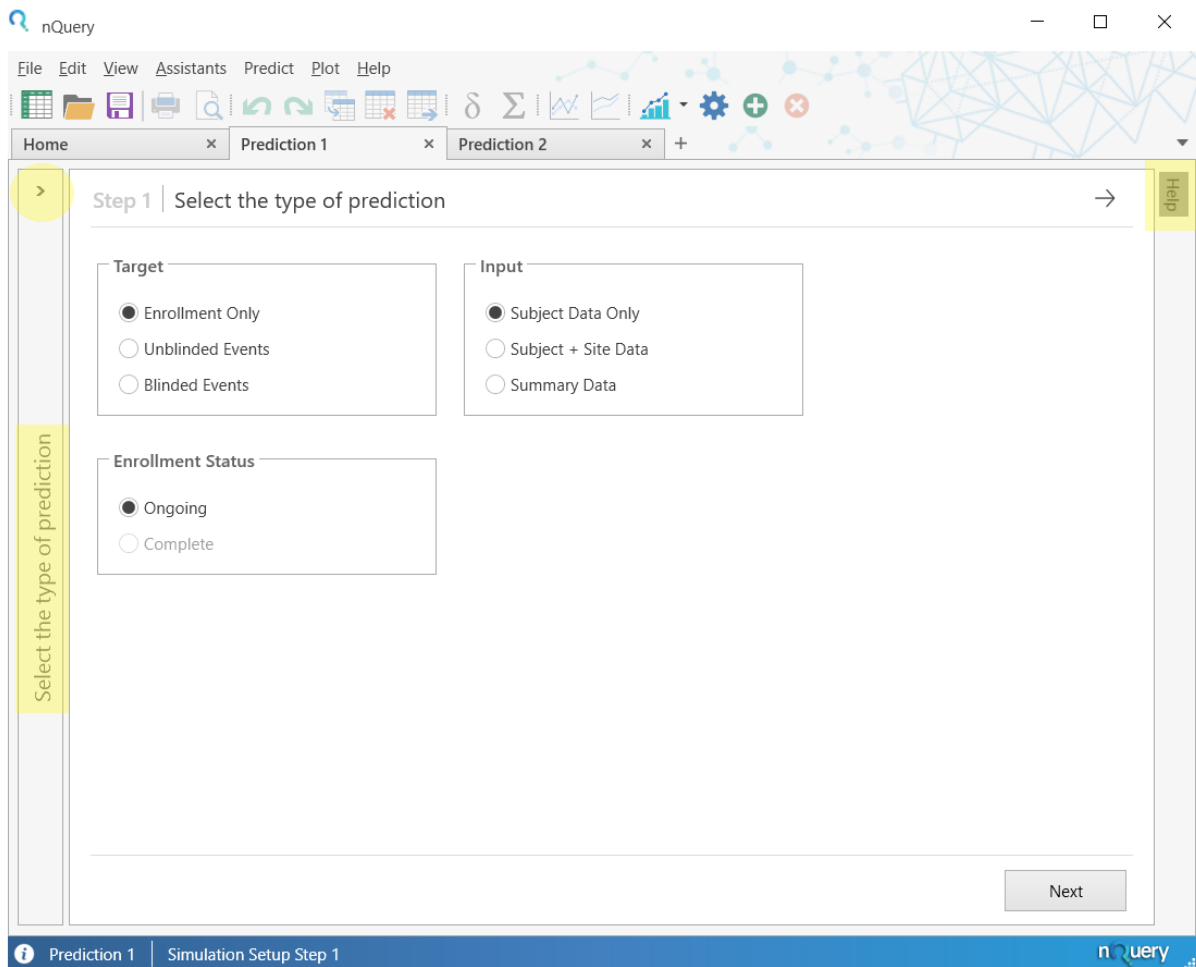 nQuery
File Edit View Assistants Predict Plot Help
Home Prediction 1 Prediction 2
Step 1 Select the type of prediction
Help
Target
Enrollment Only
Unblinded Events
Blinded Events
Input
Subject Data Only
Subject + Site Data
Summary Data
Enrollment Status
Ongoing
Complete
Select the type of prediction
Next
Prediction 1 Simulation Setup Step 1
nQuery